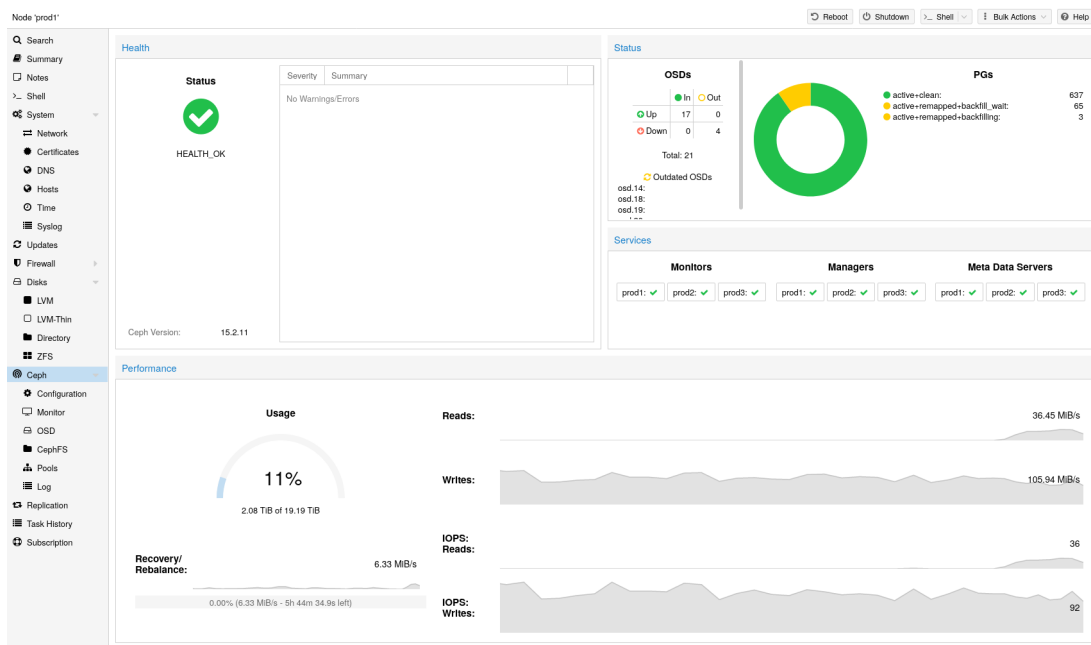 Node 'prod1'
Reboot
Shutdown
>_ Shell
Bulk Actions
Help
Search
Summary
Notes
>_ Shell
System
Network
Certificates
DNS
Hosts
Time
Syslog
Updates
Firewall
Disks
LVM
LVM-Thin
Directory
ZFS
Ceph
Configuration
Monitor
OSD
CephFS
Pools
Log
Replication
Task History
Subscription
Health
Status
HEALTH_OK
Severity Summary
No Warnings/Errors
Ceph Version: 15.2.11
Status
OSDs
In Out
Up 17 0
Down 0 4
Total: 21
Outdated OSDs
osd.14:
osd.18:
osd.19:
PGs
active+clean: 637
active+remapped+backfill_wait: 65
active+remapped+backfilling: 3
Services
Monitors
prod1: prod2: prod3:
Managers
prod1: prod2: prod3:
Meta Data Servers
prod1: prod2: prod3:
Performance
Usage
11%
2.08 TiB of 19.19 TiB
Recovery/
Rebalance:
6.33 MiB/s
0.00% (6.33 MiB/s - 5h 44m 34.9s left)
Reads:
36.45 MiB/s
Writes:
105.94 MiB/s
IOPS:
Reads:
36
IOPS:
Writes:
92